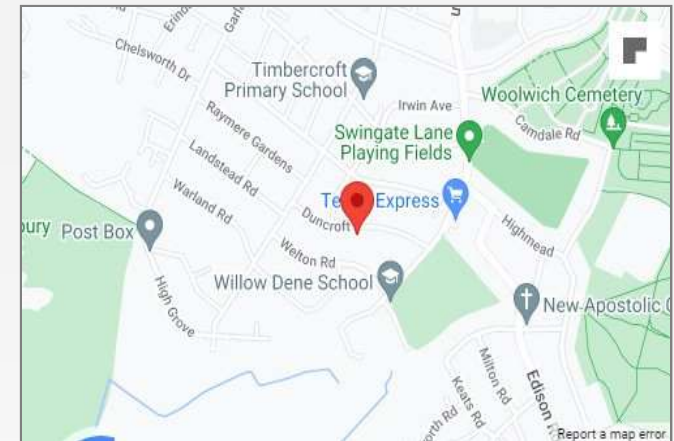 Chelsworth Dr
Timbercroft
Primary School
Irwin Ave
Woolwich Cemetery
Camdale Rd
Raymere Gardens
Swingate Lane
Playing Fields
Landstead Rd
Warland Rd
Express
Duncroft
Highmead
Post Box
Welton Rd
Willow Dene School
High Grove
New Apostolic
Milton Rd
Keats Rd
Edison
Report a map error